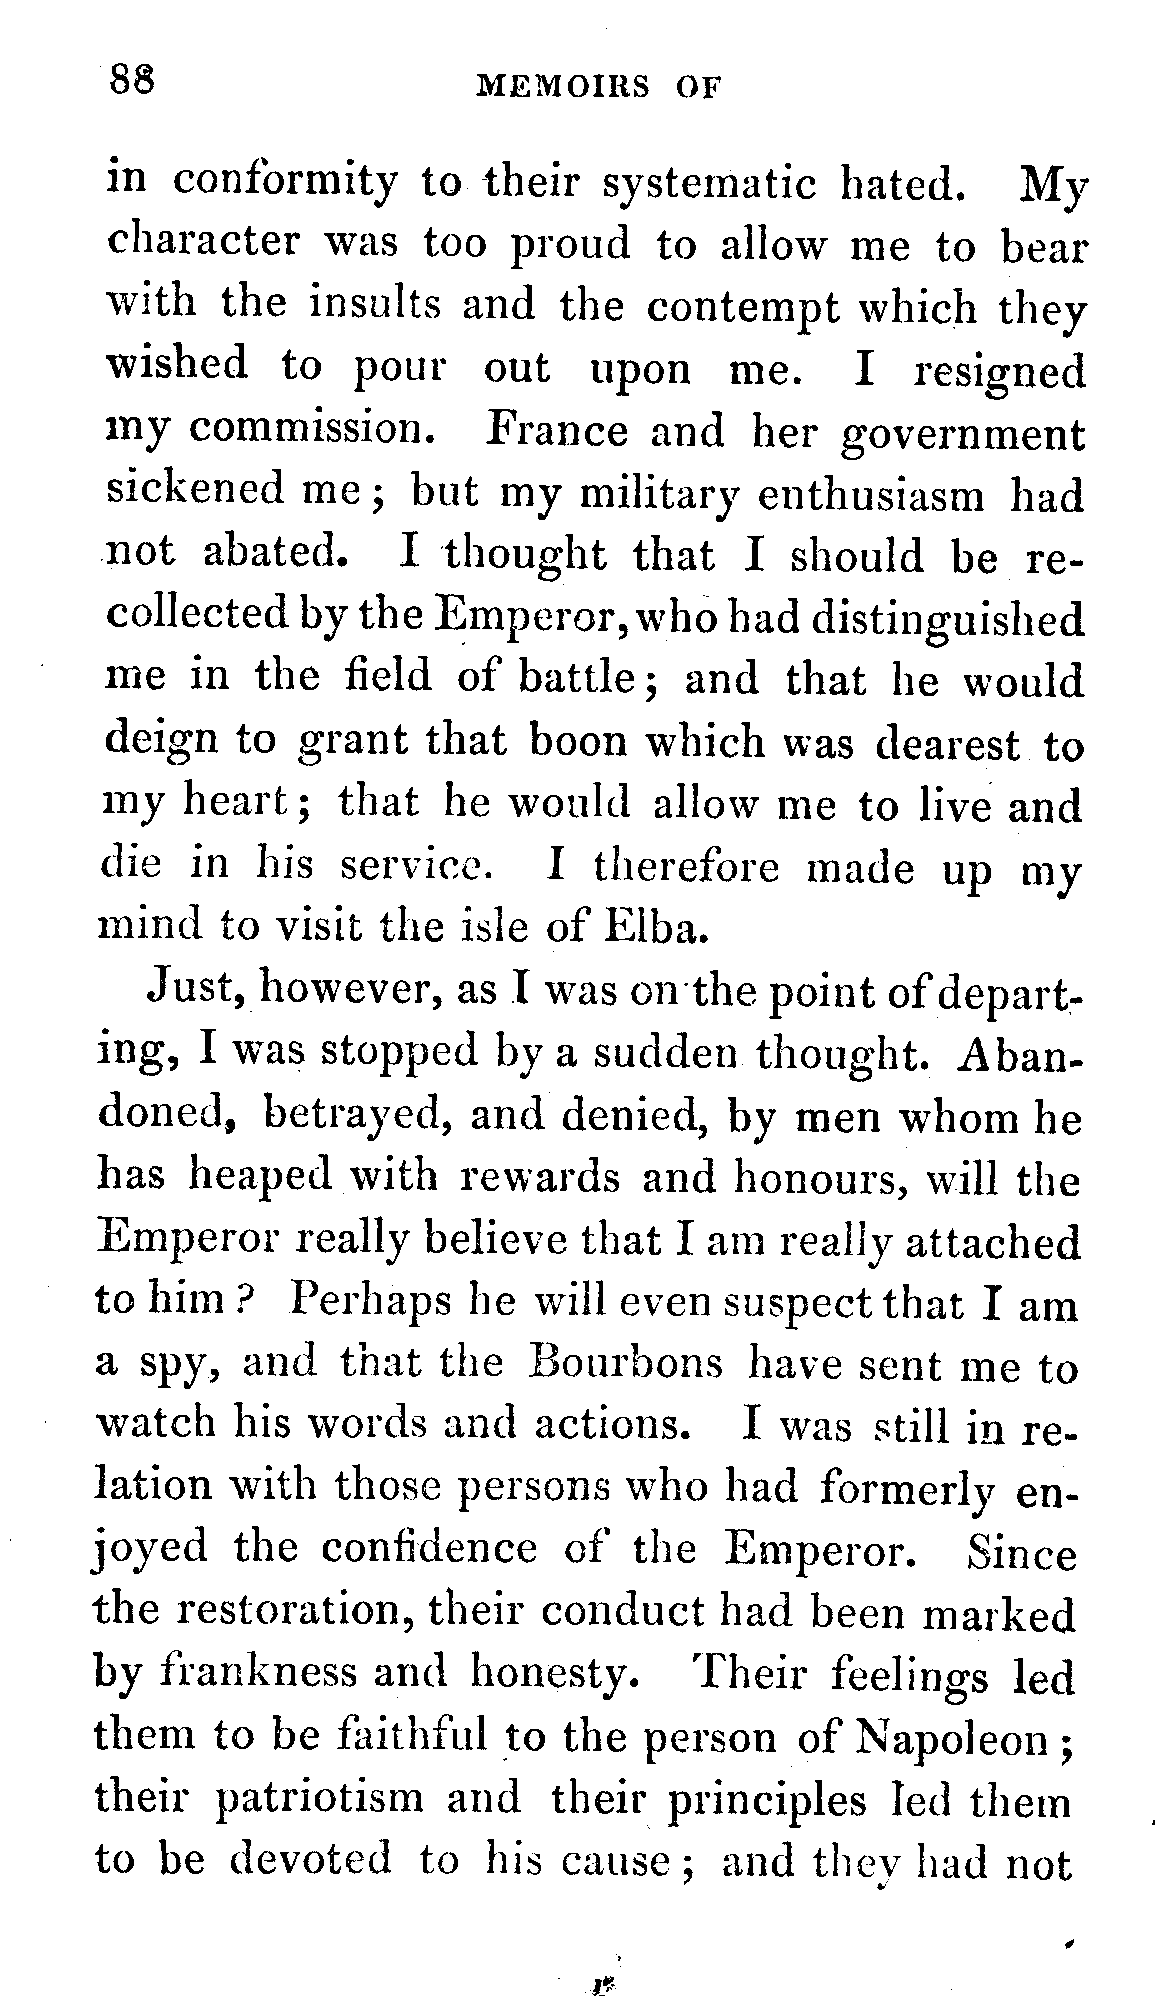 88 MEMOIRS OF
in conformity to their systematic hated. My
character was too proud to allow me to bear
with the insults and the contempt which they
wished to pour out upon me. I resigned
my commission. France and her government
sickened me; but my military enthusiasm had
not abated. I thought that I should be re-
collected by the Emperor, who had distinguished
me in the field of battle; and that he would
deign to grant that boon which was dearest to
my heart; that he would allow me to live and
die in his service. I therefore made up my
mind to visit the isle of Elba.
Just, however, as I was on the point of depart-
ing, I was stopped by a sudden thought. Aban-
doned, betrayed, and denied, by men whom he
has heaped with rewards and honours, will the
Emperor really believe that I am really attached
to him? Perhaps he will even suspect that I am
a spy, and that the Bourbons have sent me to
watch his words and actions. I was still in re-
lation with those persons who had formerly en-
joyed the confidence of the Emperor. Since
the restoration, their conduct had been marked
by frankness and honesty. Their feelings led
them to be faithful to the person of Napoleon;
their patriotism and their principles led them
to be devoted to his cause; and they had not